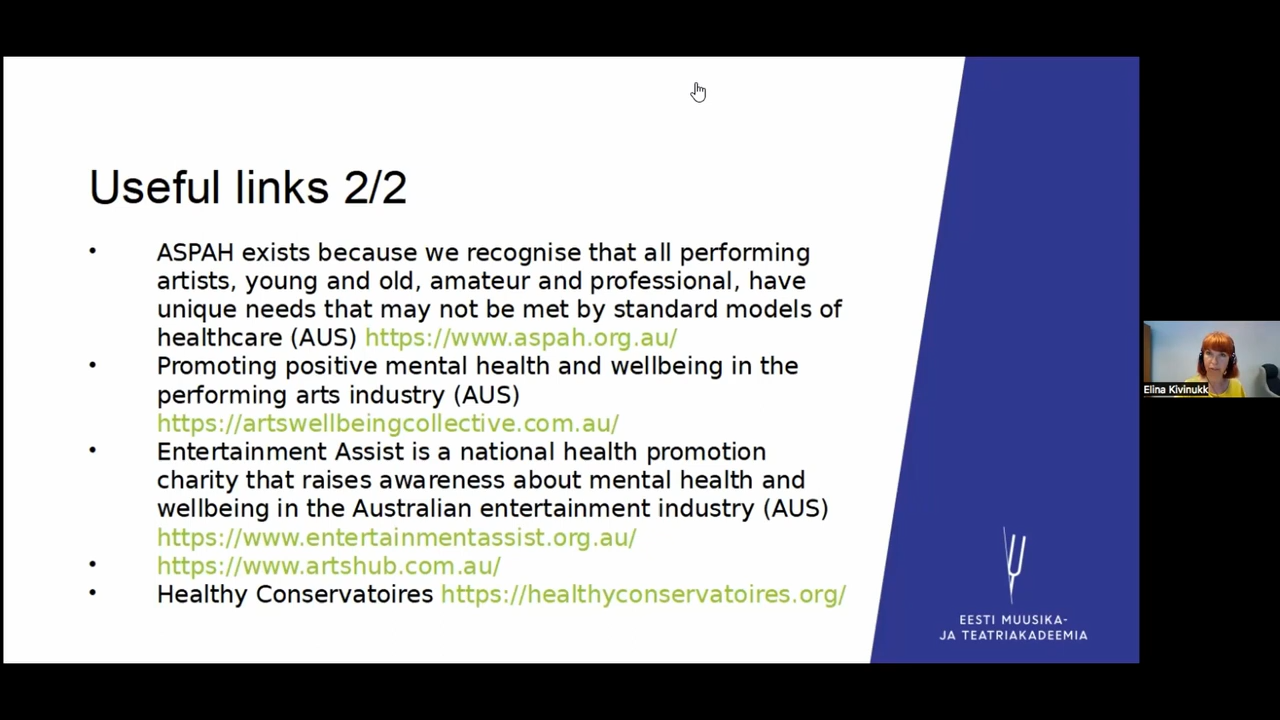 Useful links 2/2
• ASPAH exists because we recognise that all performing
artists, young and old, amateur and professional, have
unique needs that may not be met by standard models of
healthcare (AUS) https://www.aspah.org.au/
• Promoting positive mental health and wellbeing in the
performing arts industry (AUS)
https://artswellbeingcollective.com.au/
• Entertainment Assist is a national health promotion
charity that raises awareness about mental health and
wellbeing in the Australian entertainment industry (AUS)
https://www.entertainmentassist.org.au/
• https://www.artshub.com.au/
• Healthy Conservatoires https://healthyconservatoires.org/
EESTI MUUSIKA-
JA TEATRIAKADEEMIA
Elina Kivinukk